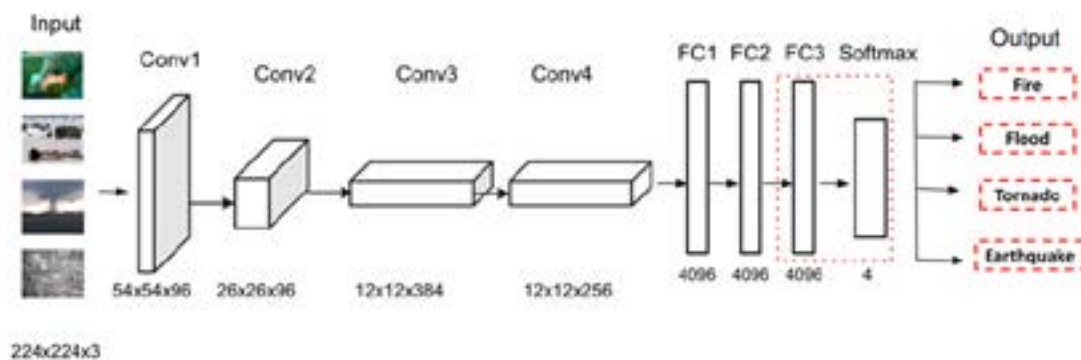 Input
Conv1
Conv2
Conv3
Conv4
FC1
FC2
FC3
Softmax
Output
Fire
Flood
Tornado
Earthquake
54x54x96
26x26x96
12x12x384
12x12x256
4096
4096
4096
4
224x224x3